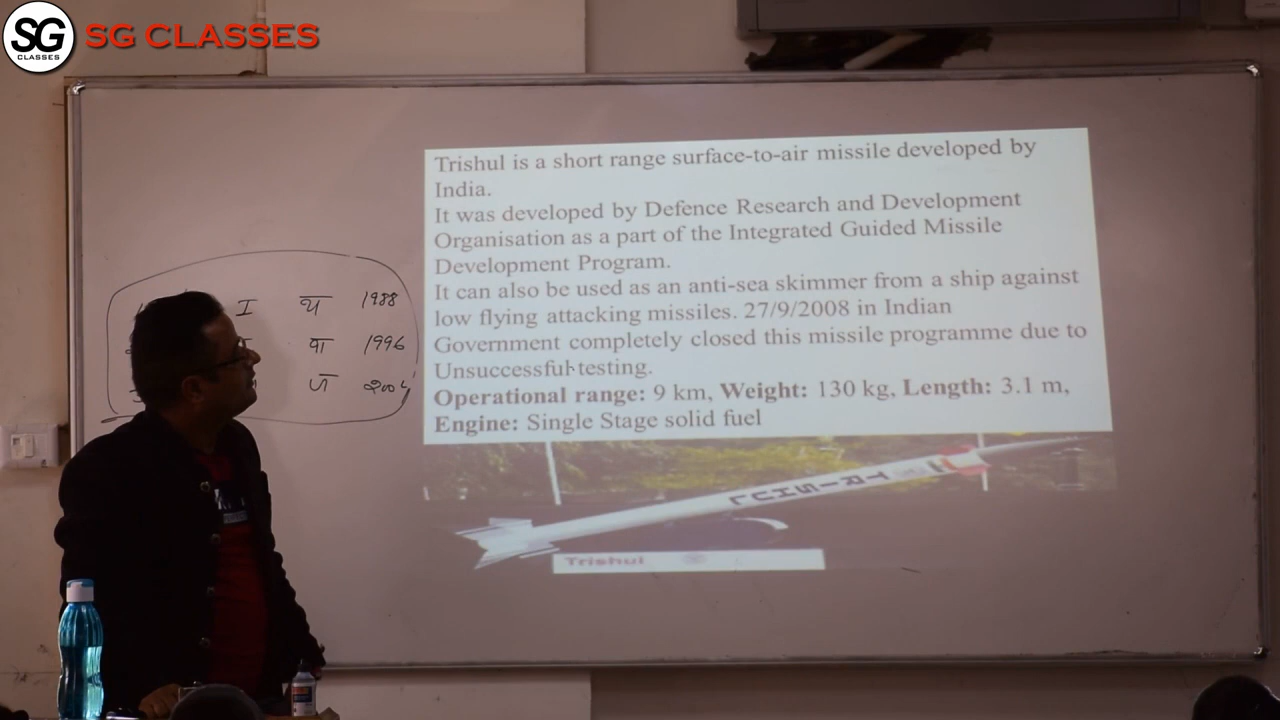 SG
CLASSES
SG CLASSES
Trishul is a short range surface-to-air missile developed by
India.
It was developed by Defence Research and Development
Organisation as a part of the Integrated Guided Missile
Development Program.
It can also be used as an anti-sea skimmer from a ship against
low flying attacking missiles. 27/9/2008 in Indian
Government completely closed this missile programme due to
Unsuccessful testing.
Operational range: 9 km, Weight: 130 kg, Length: 3.1 m,
Engine: Single Stage solid fuel
I थ 1988
पा 1996
ज २००४
TRISHUL
Trishul